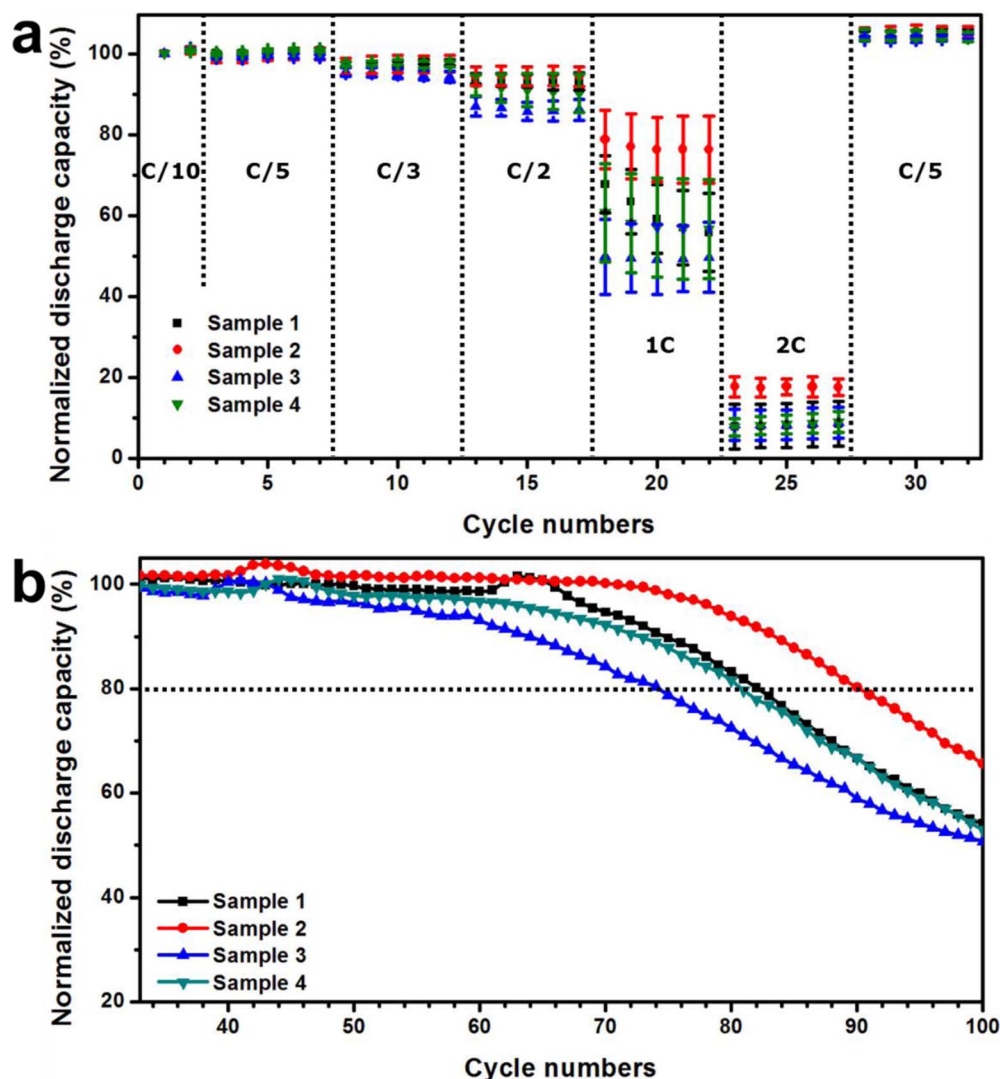 a
Normalized discharge capacity (%)
100
80
60
40
20
0
C/10
C/5
C/3
C/2
1C
2C
C/5
Sample 1
Sample 2
Sample 3
Sample 4
0 5 10 15 20 25 30
Cycle numbers
b
Normalized discharge capacity (%)
100
80
60
40
20
Sample 1
Sample 2
Sample 3
Sample 4
40 50 60 70 80 90 100
Cycle numbers